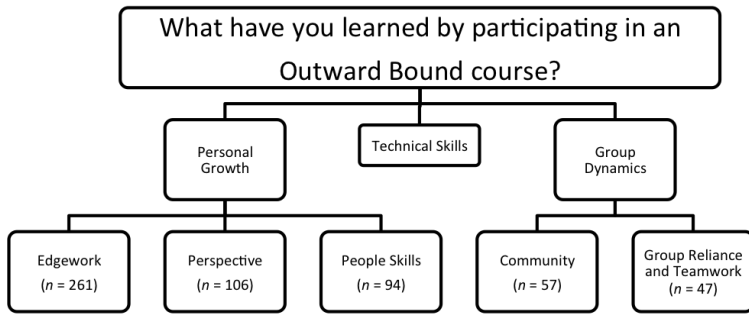 What have you learned by participating in an
Outward Bound course?
Personal
Growth
Technical Skills
Group
Dynamics
Edgework
(n = 261)
Perspective
(n = 106)
People Skills
(n = 94)
Community
(n = 57)
Group Reliance
and Teamwork
(n = 47)